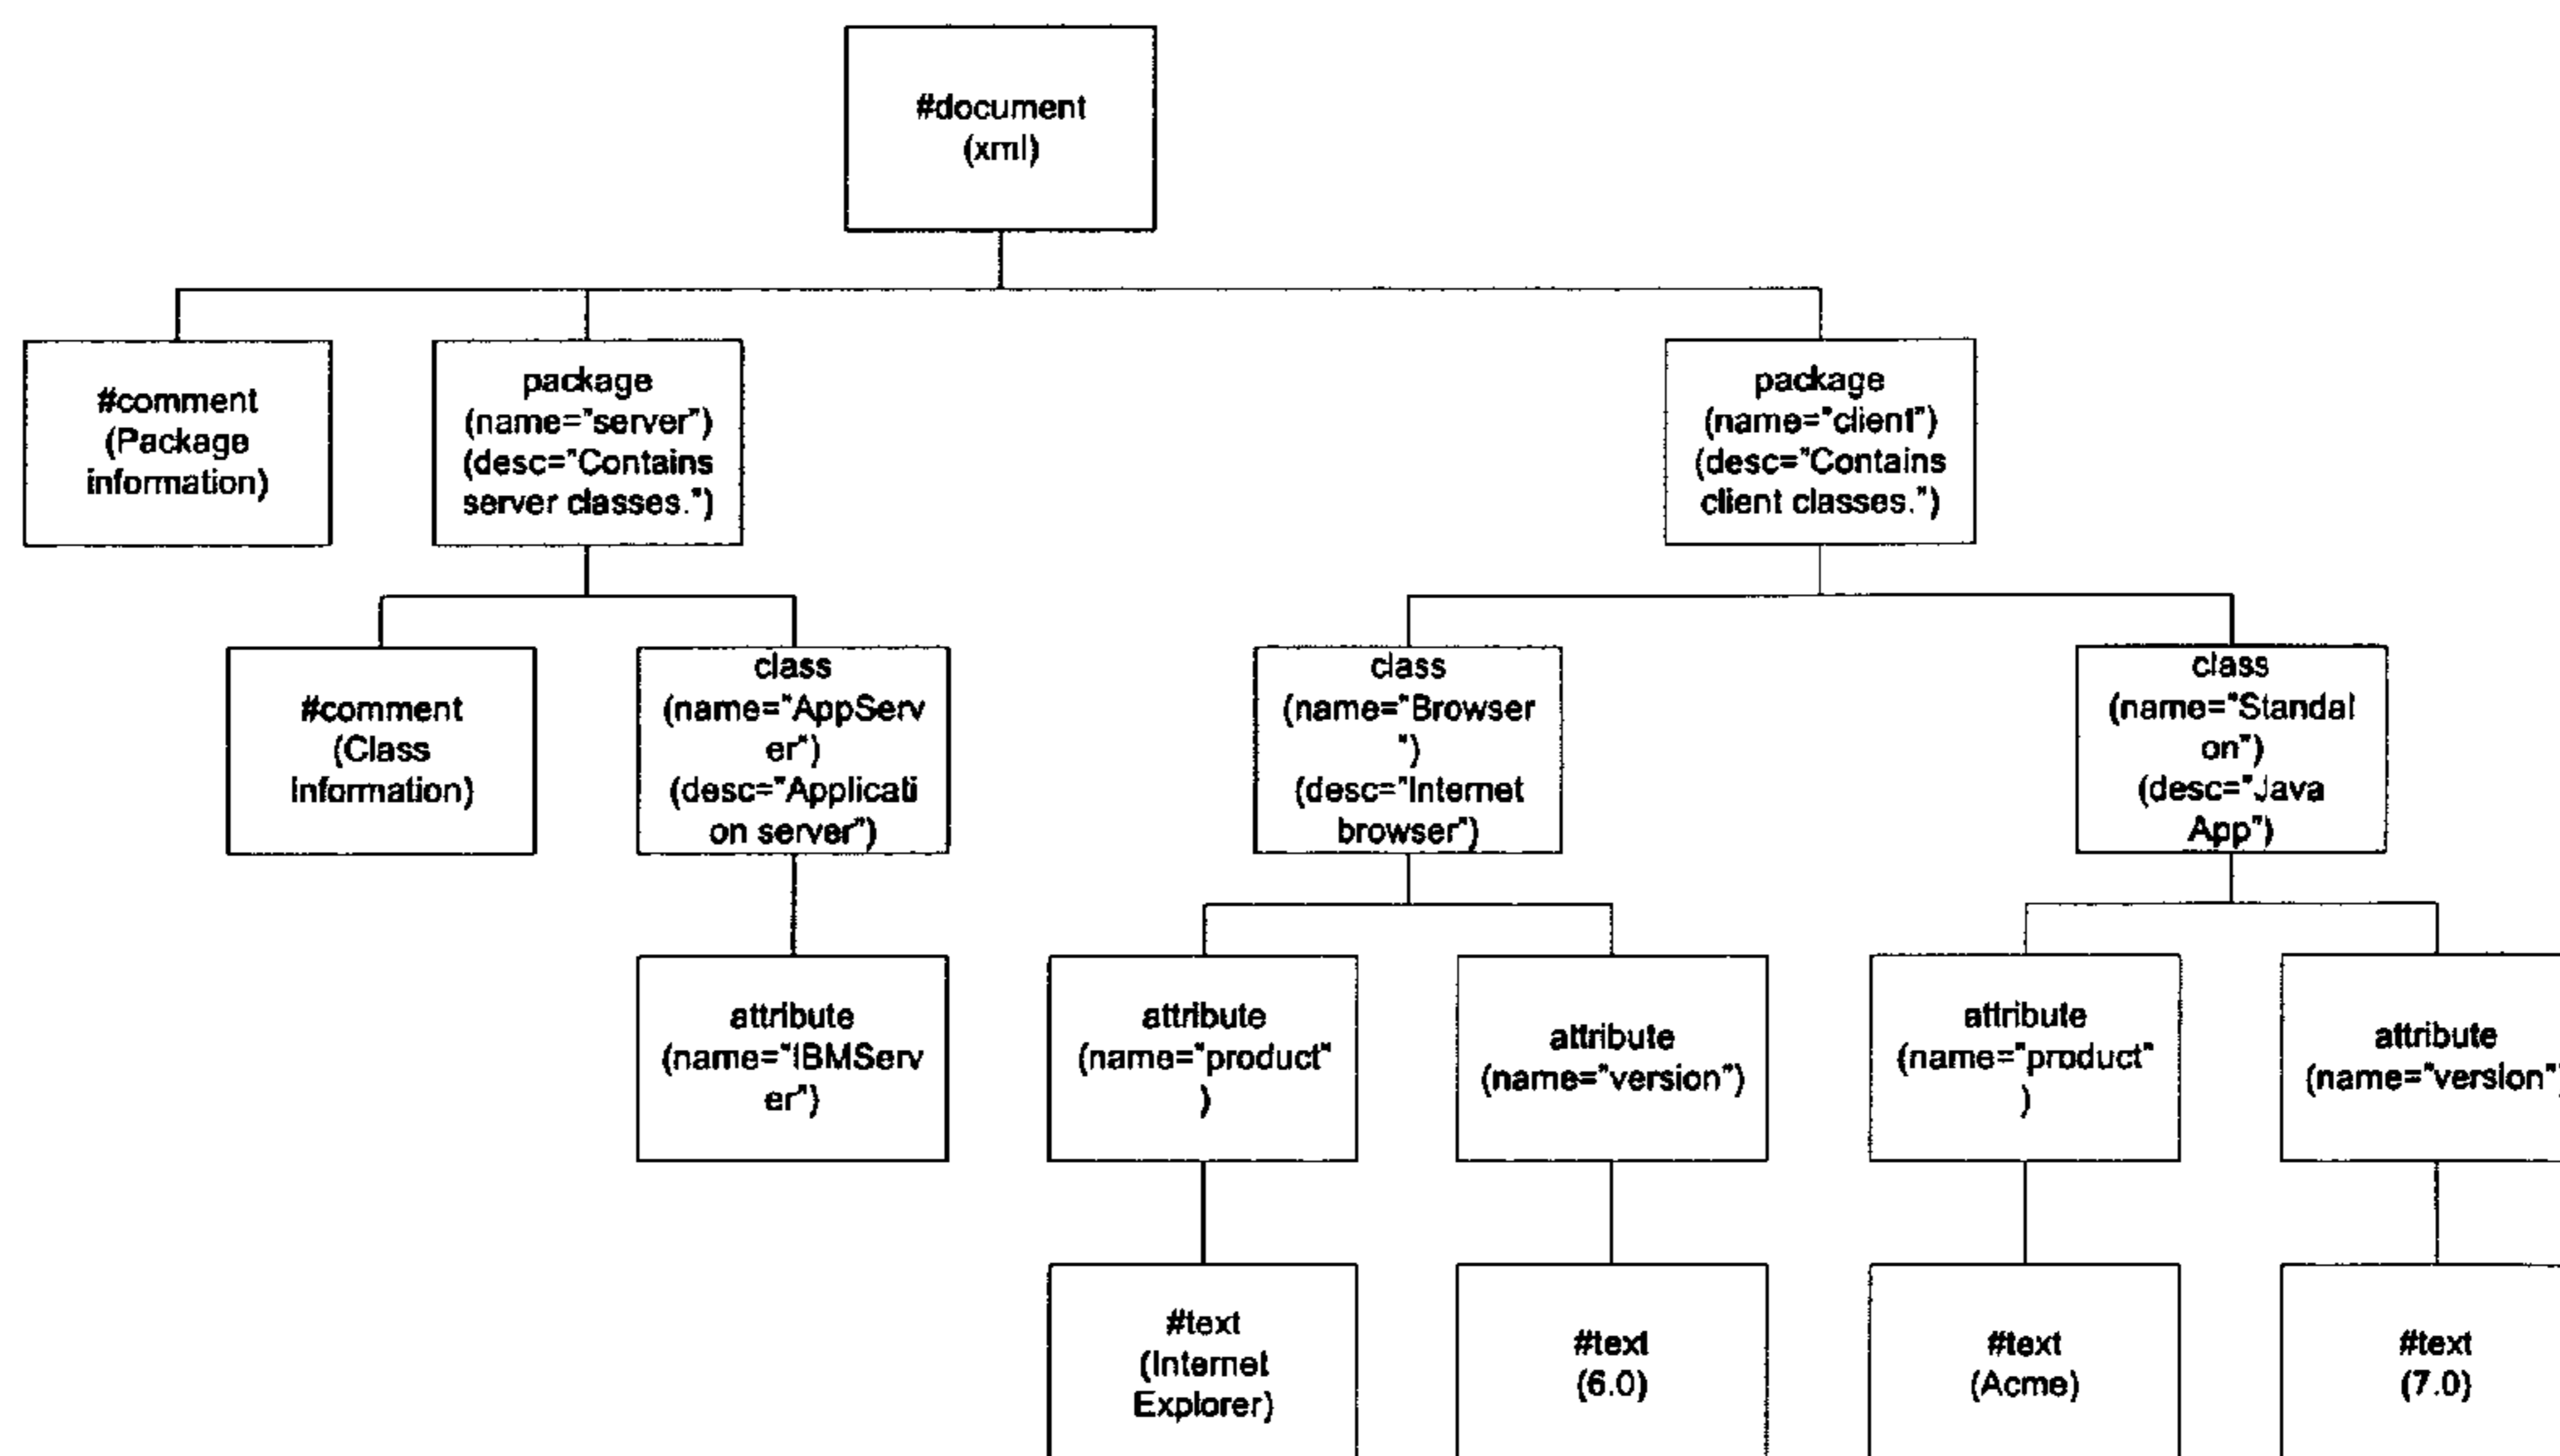 #document
(xml)
#comment
(Package
information)
package
(name="server")
(desc="Contains
server classes.")
package
(name="client")
(desc="Contains
client classes.")
#comment
(Class
Information)
class
(name="AppServ
er")
(desc="Applicati
on server")
class
(name="Browser
")
(desc="Internet
browser")
class
(name="Standal
on")
(desc="Java
App")
attribute
(name="IBMServ
er")
attribute
(name="product"
)
attribute
(name="version")
attribute
(name="product"
)
attribute
(name="version")
#text
(Internet
Explorer)
#text
(6.0)
#text
(Acme)
#text
(7.0)